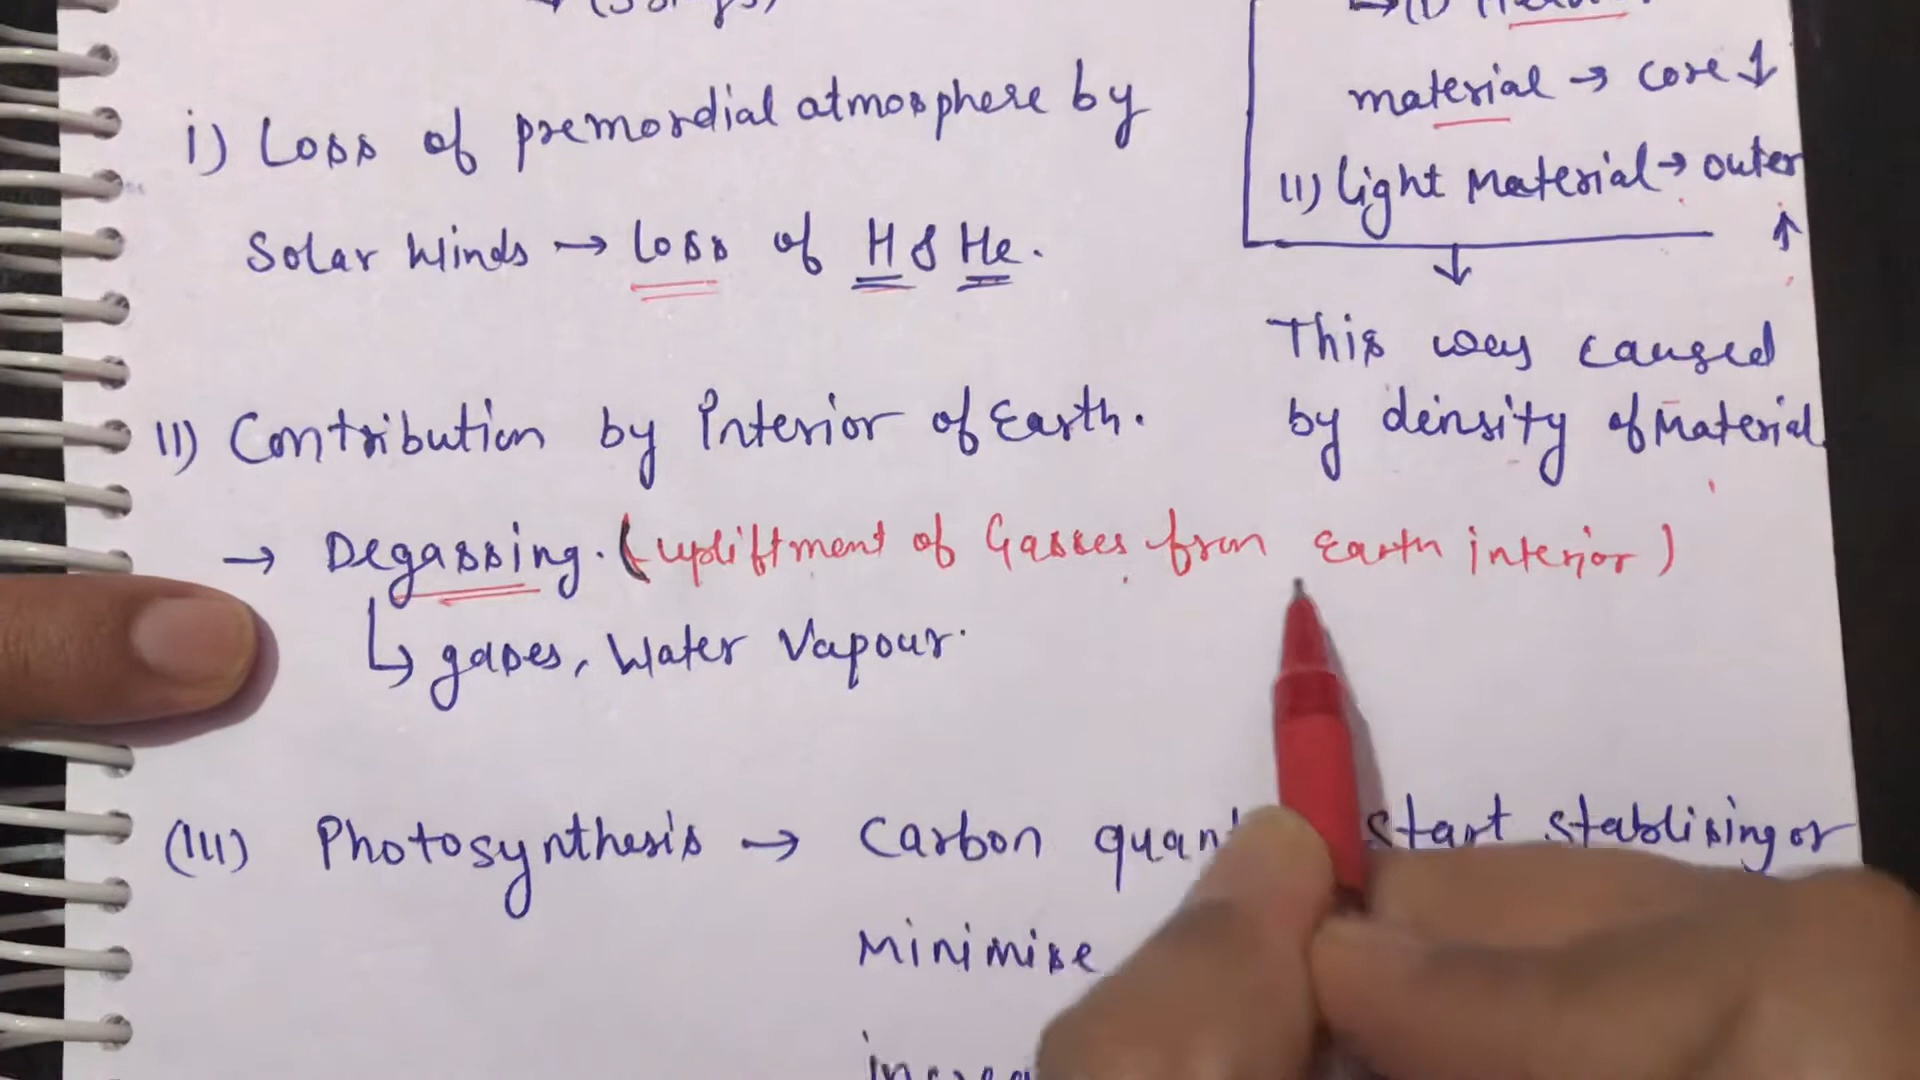 i) Loss of premordial atmosphere by
Solar Winds → loss of H & He.
II) Contribution by Interior of Earth.
→ Degassing. (upliftment of Gasses from Earth interior)
↳ gases, Water Vapour.
(III) Photosynthesis → Carbon start stablising or
Minimise
material → core ↓
II) light Material → outer ↑
↓
This was caused
by dinsity of Material